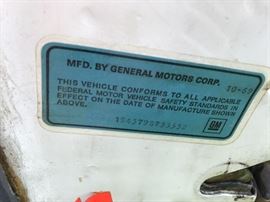 MFD. BY GENERAL MOTORS CORP. 10-69
THIS VEHICLE CONFORMS TO ALL APPLICABLE
FEDERAL MOTOR VEHICLE SAFETY STANDARDS IN
EFFECT ON THE DATE OF MANUFACTURE SHOWN
ABOVE.
GM